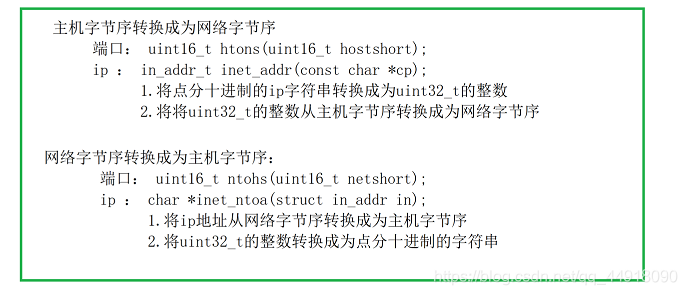 主机字节序转换成为网络字节序
端口： uint16_t htons(uint16_t hostshort);
ip ： in_addr_t inet_addr(const char *cp);
1.将点分十进制的ip字符串转换成为uint32_t的整数
2.将将uint32_t的整数从主机字节序转换成为网络字节序
网络字节序转换成为主机字节序：
端口： uint16_t ntohs(uint16_t netshort);
ip ： char *inet_ntoa(struct in_addr in);
1.将ip地址从网络字节序转换成为主机字节序
2.将uint32_t的整数转换成为点分十进制的字符串
https://blog.csdn.net/qq_44918090